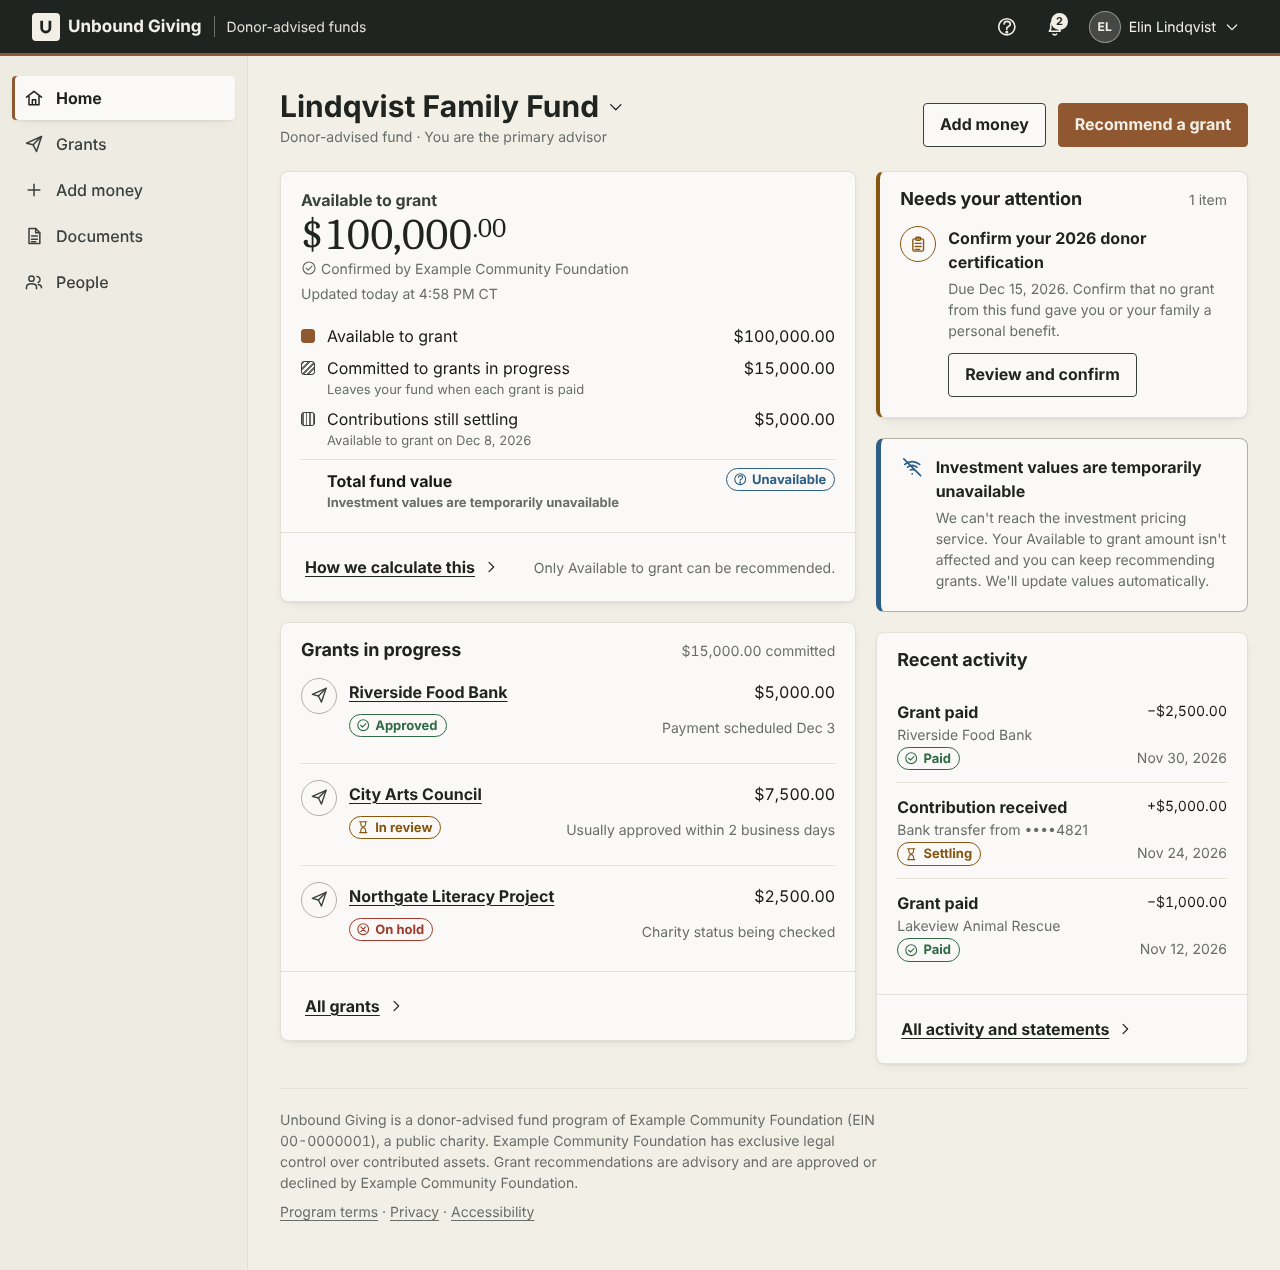 U Unbound Giving Donor-advised funds
2
EL Elin Lindqvist
Home
Grants
Add money
Documents
People
Lindqvist Family Fund
Donor-advised fund · You are the primary advisor
Add money
Recommend a grant
Available to grant
$100,000.00
Confirmed by Example Community Foundation
Updated today at 4:58 PM CT
Available to grant $100,000.00
Committed to grants in progress $15,000.00
Leaves your fund when each grant is paid
Contributions still settling $5,000.00
Available to grant on Dec 8, 2026
Total fund value Unavailable
Investment values are temporarily unavailable
How we calculate this Only Available to grant can be recommended.
Grants in progress $15,000.00 committed
Riverside Food Bank $5,000.00
Approved Payment scheduled Dec 3
City Arts Council $7,500.00
In review Usually approved within 2 business days
Northgate Literacy Project $2,500.00
On hold Charity status being checked
All grants
Needs your attention 1 item
Confirm your 2026 donor
certification
Due Dec 15, 2026. Confirm that no grant
from this fund gave you or your family a
personal benefit.
Review and confirm
Investment values are temporarily
unavailable
We can't reach the investment pricing
service. Your Available to grant amount isn't
affected and you can keep recommending
grants. We'll update values automatically.
Recent activity
Grant paid −$2,500.00
Riverside Food Bank
Paid Nov 30, 2026
Contribution received +$5,000.00
Bank transfer from ••••4821
Settling Nov 24, 2026
Grant paid −$1,000.00
Lakeview Animal Rescue
Paid Nov 12, 2026
All activity and statements
Unbound Giving is a donor-advised fund program of Example Community Foundation (EIN
00-0000001), a public charity. Example Community Foundation has exclusive legal
control over contributed assets. Grant recommendations are advisory and are approved or
declined by Example Community Foundation.
Program terms · Privacy · Accessibility